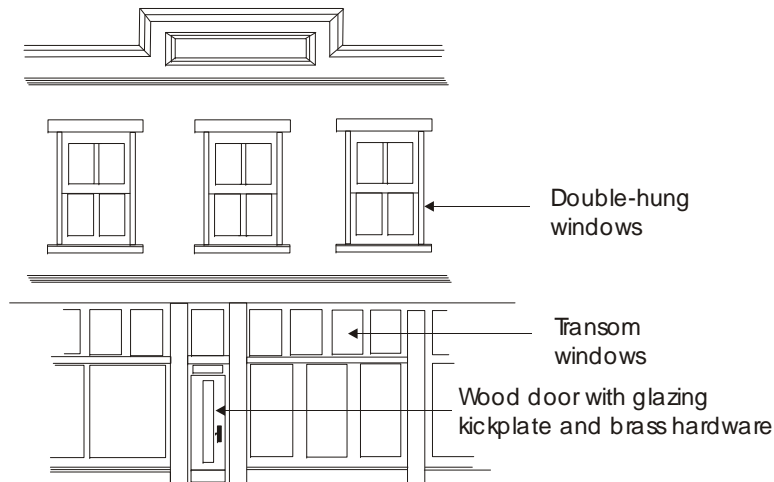 Double-hung
windows
Transom
windows
Wood door with glazing
kickplate and brass hardware